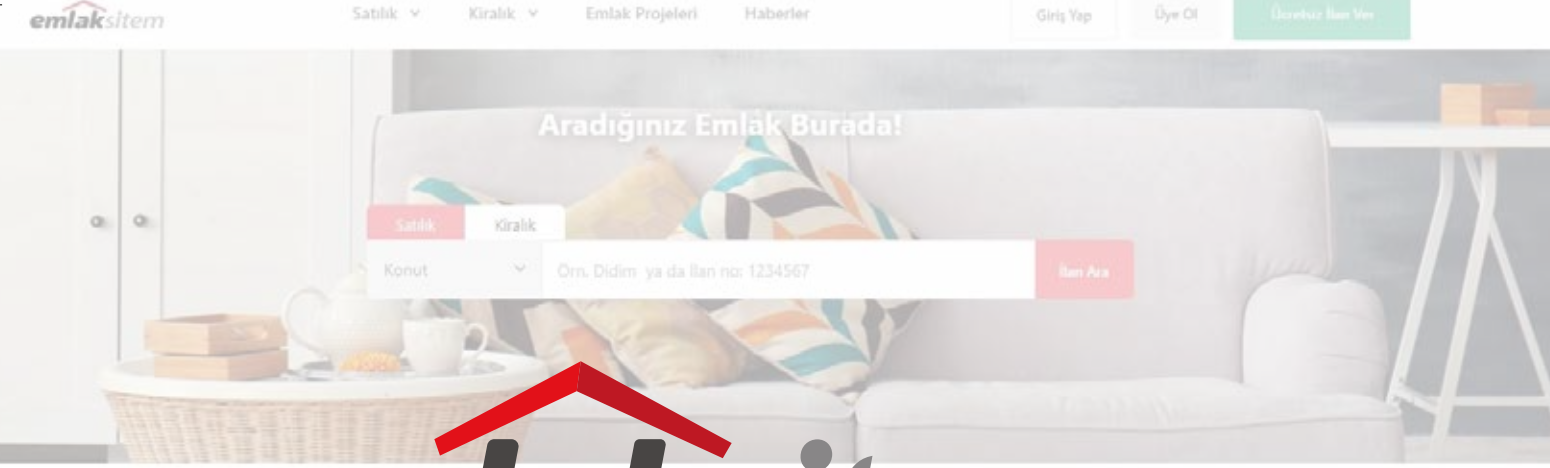 emlaksitem
Satılık Kiralık Emlak Projeleri Haberler Giriş Yap Üye Ol Ücretsiz İlan Ver
Aradığınız Emlak Burada!
Satılık Kiralık
Konut Örn. Didim ya da ilan no: 1234567 İlan Ara